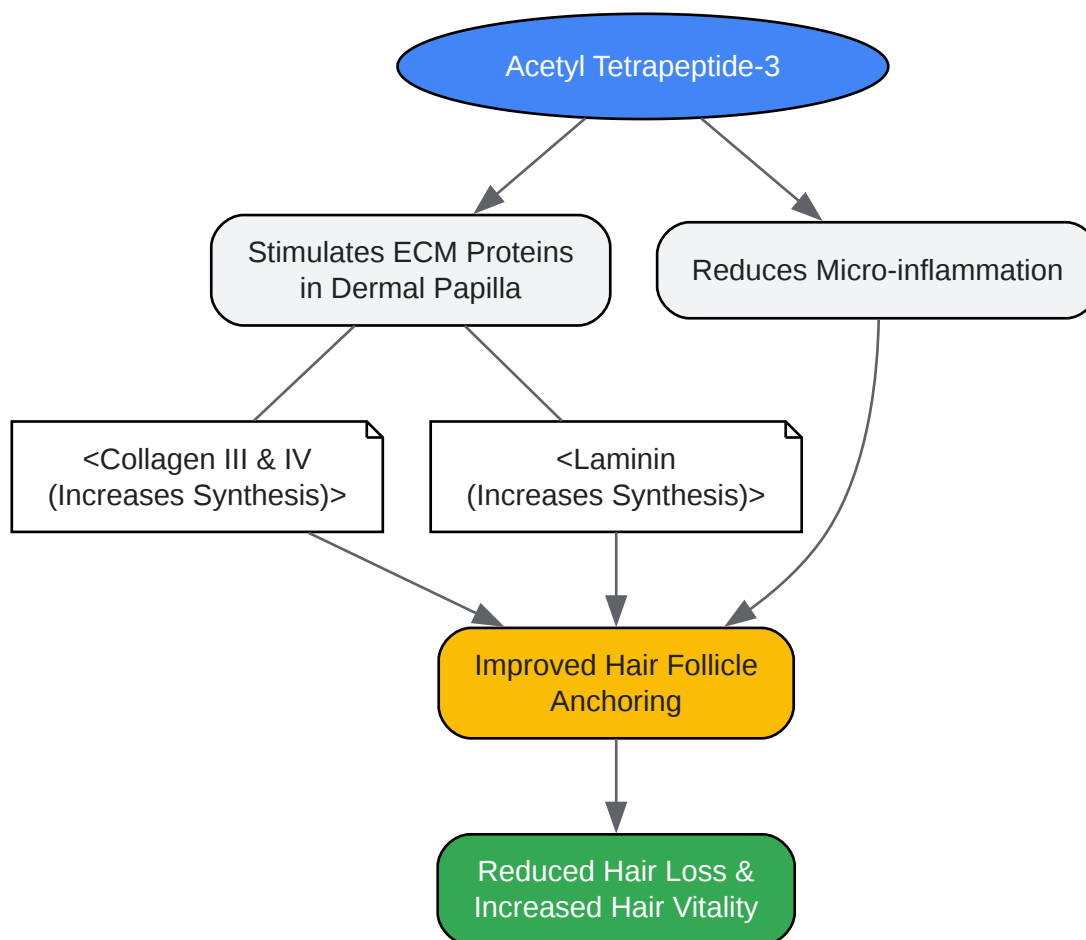 Acetyl Tetrapeptide-3
Stimulates ECM Proteins
in Dermal Papilla
Reduces Micro-inflammation
<Collagen III & IV
(Increases Synthesis)>
<Laminin
(Increases Synthesis)>
Improved Hair Follicle
Anchoring
Reduced Hair Loss &
Increased Hair Vitality